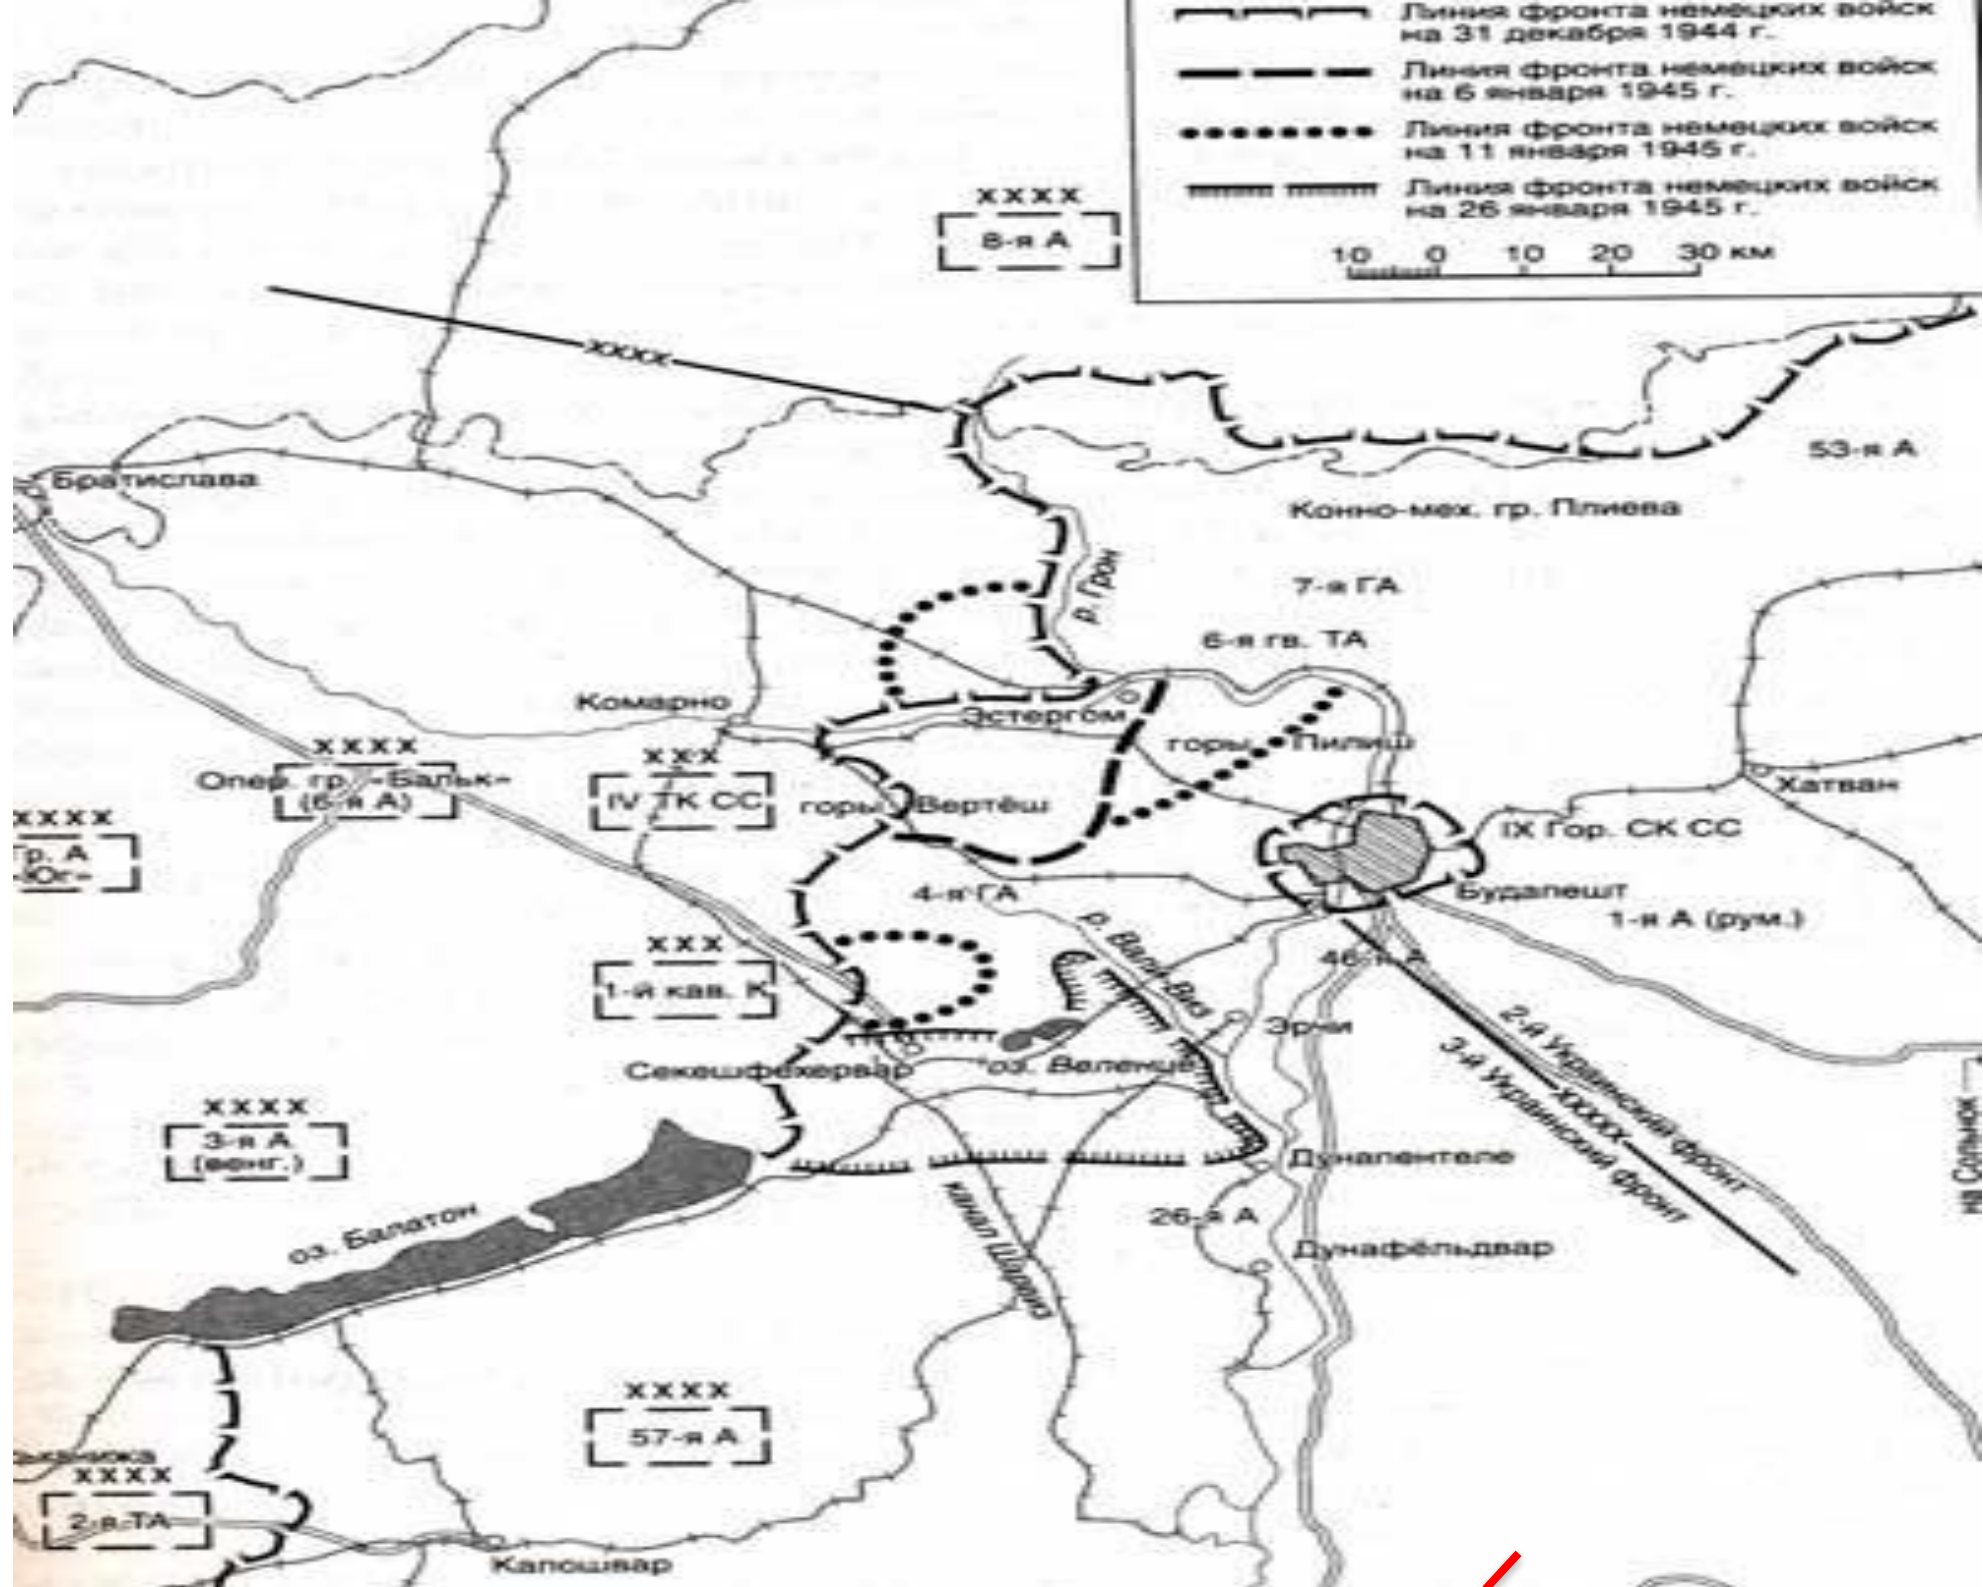 Линия фронта немецких войск
на 31 декабря 1944 г.
Линия фронта немецких войск
на 6 января 1945 г.
Линия фронта немецких войск
на 11 января 1945 г.
Линия фронта немецких войск
на 26 января 1945 г.
10 0 10 20 30 км
XXXX
8-я А
XXXX
53-я А
Братислава
Конно-мех. гр. Плиева
р. Грон
7-я ГА
6-я гв. ТА
Комарно
Эстергом
горы Пилиш
XXXX
Опер. гр. «Бальк»
(6-я А)
XXX
IV ТК СС
горы Вертёш
Хатван
XXXX
Гр. А
«Юг»
IX Гор. СК СС
Будапешт
4-я ГА
1-я А (рум.)
р. Вали-Виз
46-я А
XXX
1-й кав. К
Эрчи
2-й Украинский фронт
XXXXX
3-й Украинский фронт
Секешфехервар
оз. Веленце
на Сольнок
XXXX
3-я А
(венг.)
Дунапентеле
оз. Балатон
канал Шарвиз
26-я А
Дунафёльдвар
XXXX
57-я А
XXXX
2-я ТА
Капошвар